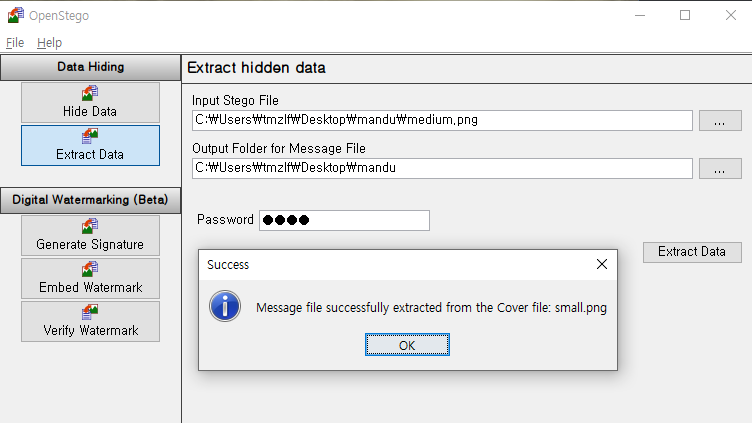 OpenStego
File Help
Data Hiding
Hide Data
Extract Data
Digital Watermarking (Beta)
Generate Signature
Embed Watermark
Verify Watermark
Extract hidden data
Input Stego File
C:₩Users₩tmzlf₩Desktop₩mandu₩medium.png
...
Output Folder for Message File
C:₩Users₩tmzlf₩Desktop₩mandu
...
Password ●●●●
Extract Data
Success
Message file successfully extracted from the Cover file: small.png
OK